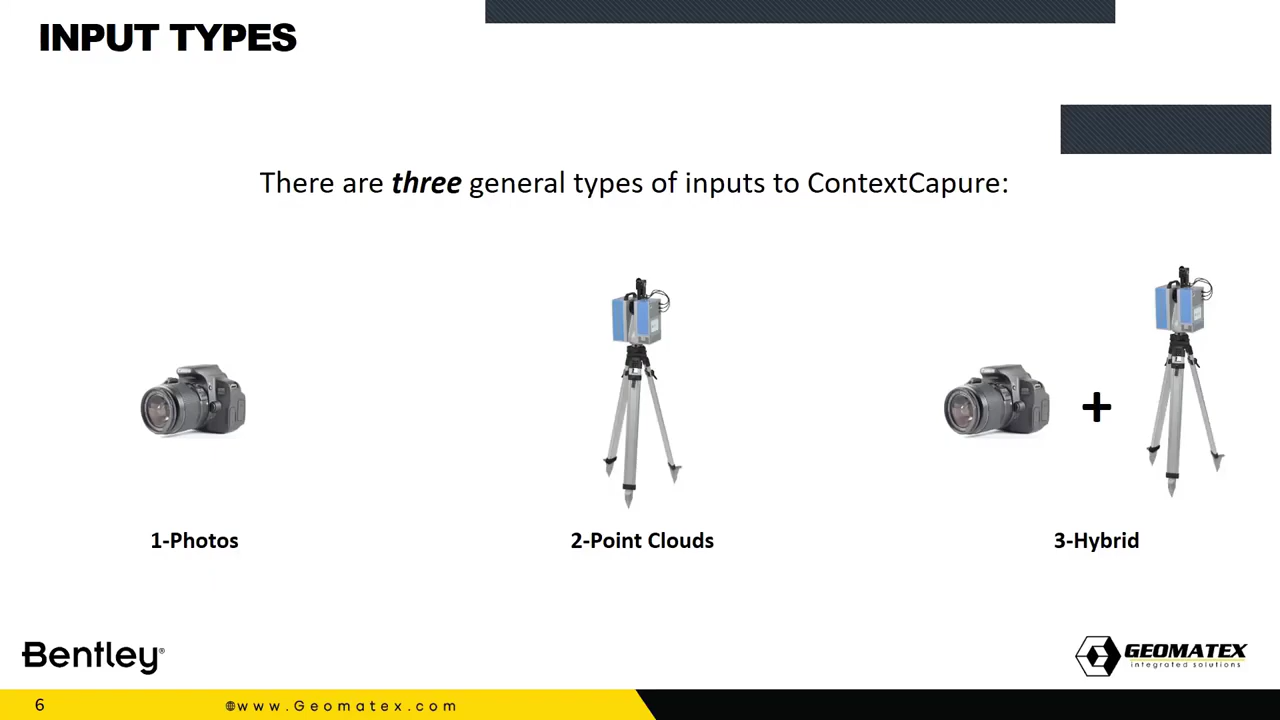 INPUT TYPES
There are three general types of inputs to ContextCapure:
+
1-Photos
2-Point Clouds
3-Hybrid
Bentley®
GEOMATEX
integrated solutions
6
www.Geomatex.com